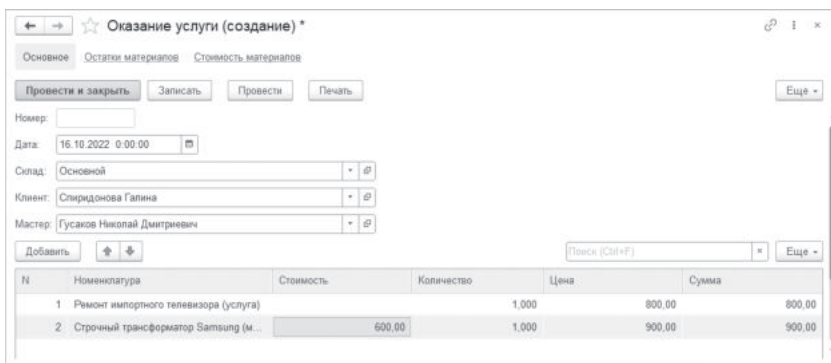 Оказание услуги (создание) *
Основное Остатки материалов Стоимость материалов
Провести и закрыть Записать Провести Печать Еще
Номер:
Дата: 16.10.2022 0:00:00
Склад: Основной
Клиент: Спиридонова Галина
Мастер: Гусаков Николай Дмитриевич
Добавить Поиск (Ctrl+F) × Еще
N Номенклатура Стоимость Количество Цена Сумма
1 Ремонт импортного телевизора (услуга) 1,000 800,00 800,00
2 Строчный трансформатор Samsung (м... 600,00 1,000 900,00 900,00